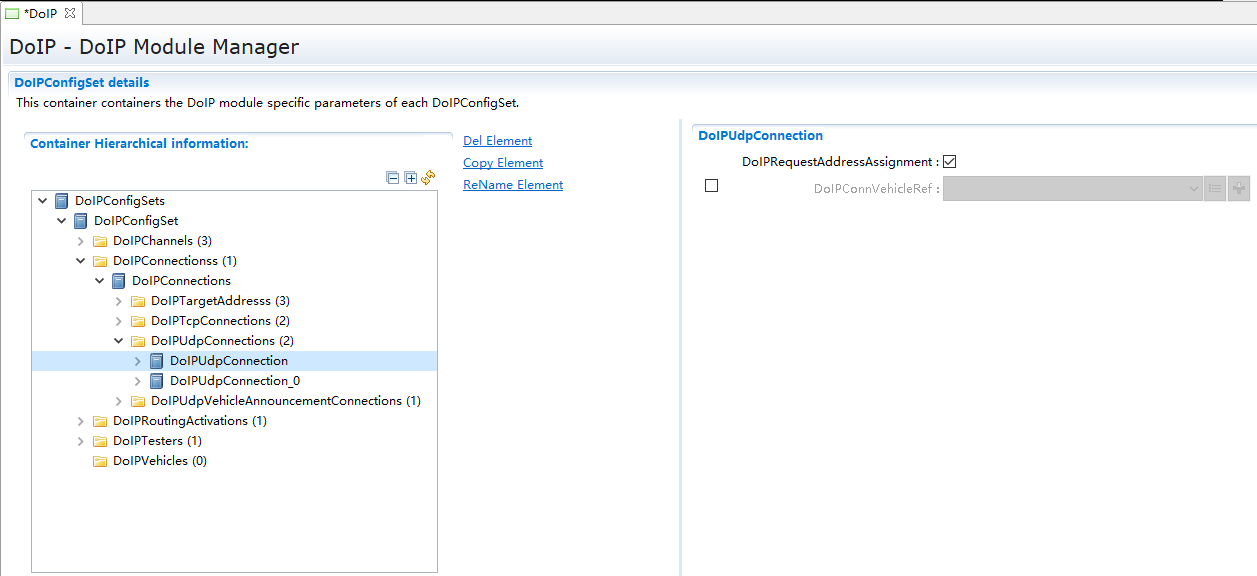 *DoIP
DoIP - DoIP Module Manager
DoIPConfigSet details
This container containers the DoIP module specific parameters of each DoIPConfigSet.
Container Hierarchical information:
Del Element
Copy Element
ReName Element
DoIPConfigSets
DoIPConfigSet
DoIPChannels (3)
DoIPConnectionss (1)
DoIPConnections
DoIPTargetAddresss (3)
DoIPTcpConnections (2)
DoIPUdpConnections (2)
DoIPUdpConnection
DoIPUdpConnection_0
DoIPUdpVehicleAnnouncementConnections (1)
DoIPRoutingActivations (1)
DoIPTesters (1)
DoIPVehicles (0)
DoIPUdpConnection
DoIPRequestAddressAssignment :
DoIPConnVehicleRef :